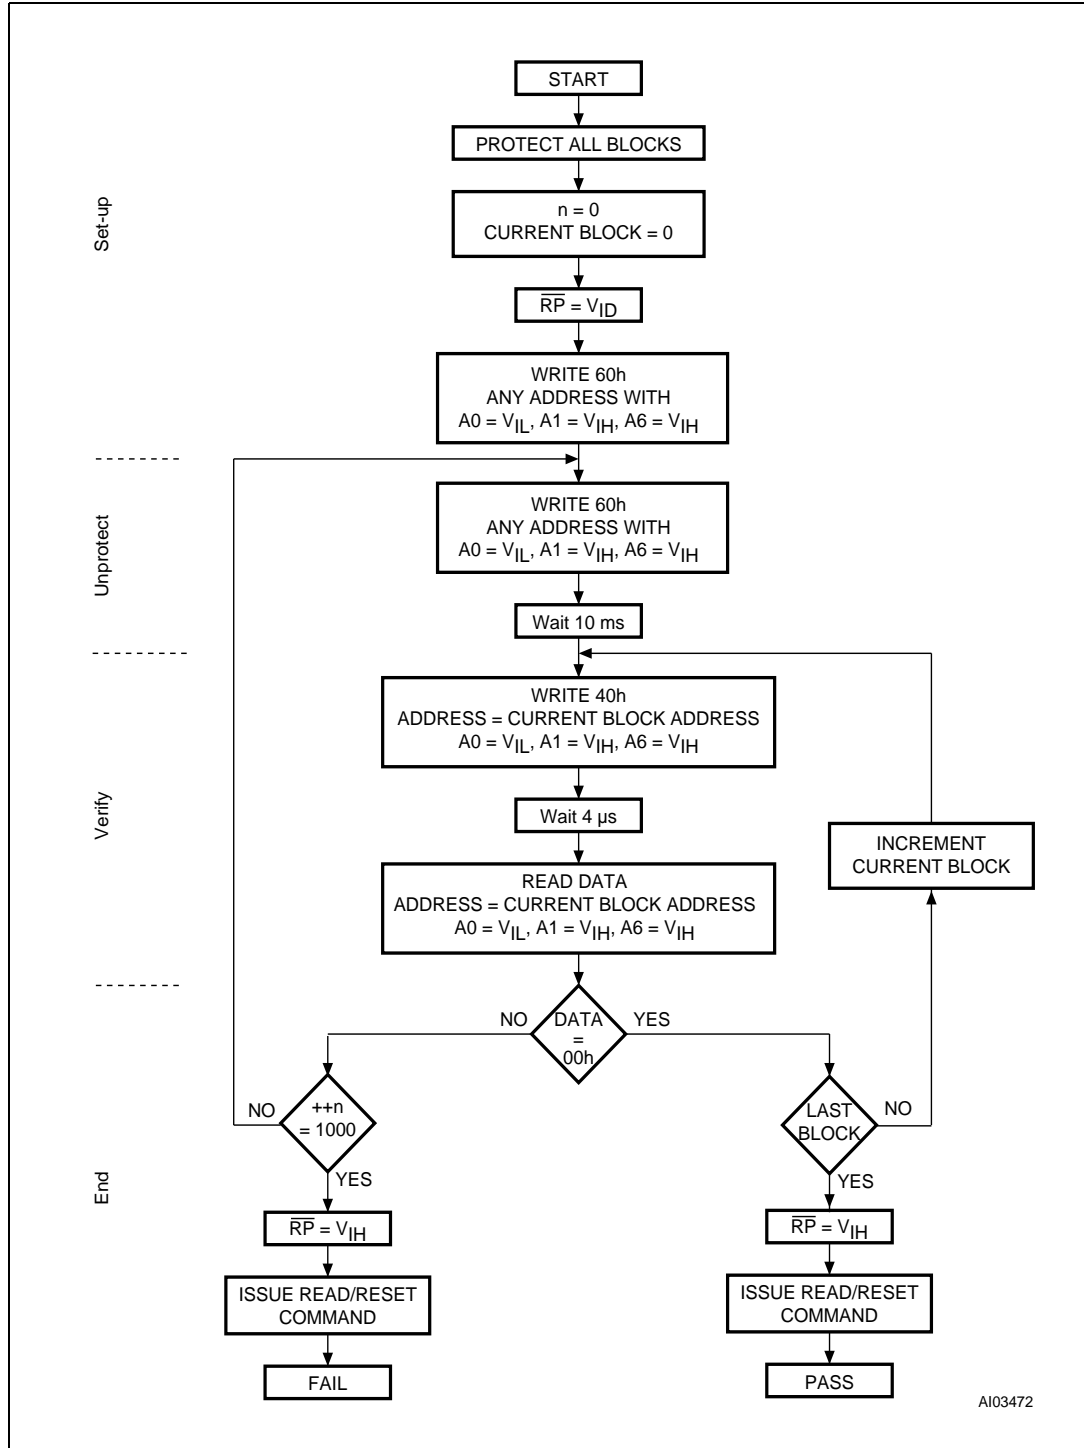 START
PROTECT ALL BLOCKS
Set-up
n = 0
CURRENT BLOCK = 0
RP = VID
WRITE 60h
ANY ADDRESS WITH
A0 = VIL, A1 = VIH, A6 = VIH
Unprotect
WRITE 60h
ANY ADDRESS WITH
A0 = VIL, A1 = VIH, A6 = VIH
Wait 10 ms
Verify
WRITE 40h
ADDRESS = CURRENT BLOCK ADDRESS
A0 = VIL, A1 = VIH, A6 = VIH
Wait 4 µs
INCREMENT
CURRENT BLOCK
READ DATA
ADDRESS = CURRENT BLOCK ADDRESS
A0 = VIL, A1 = VIH, A6 = VIH
End
NO
DATA
=
00h
YES
NO
++n
= 1000
YES
LAST
BLOCK
NO
YES
RP = VIH
RP = VIH
ISSUE READ/RESET
COMMAND
ISSUE READ/RESET
COMMAND
FAIL
PASS
AI03472